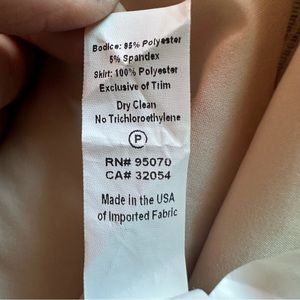 Bodice: 95% Polyester
5% Spandex
Skirt: 100% Polyester
Exclusive of Trim
Dry Clean
No Trichloroethylene
P
RN# 95070
CA# 32054
Made in the USA
of Imported Fabric